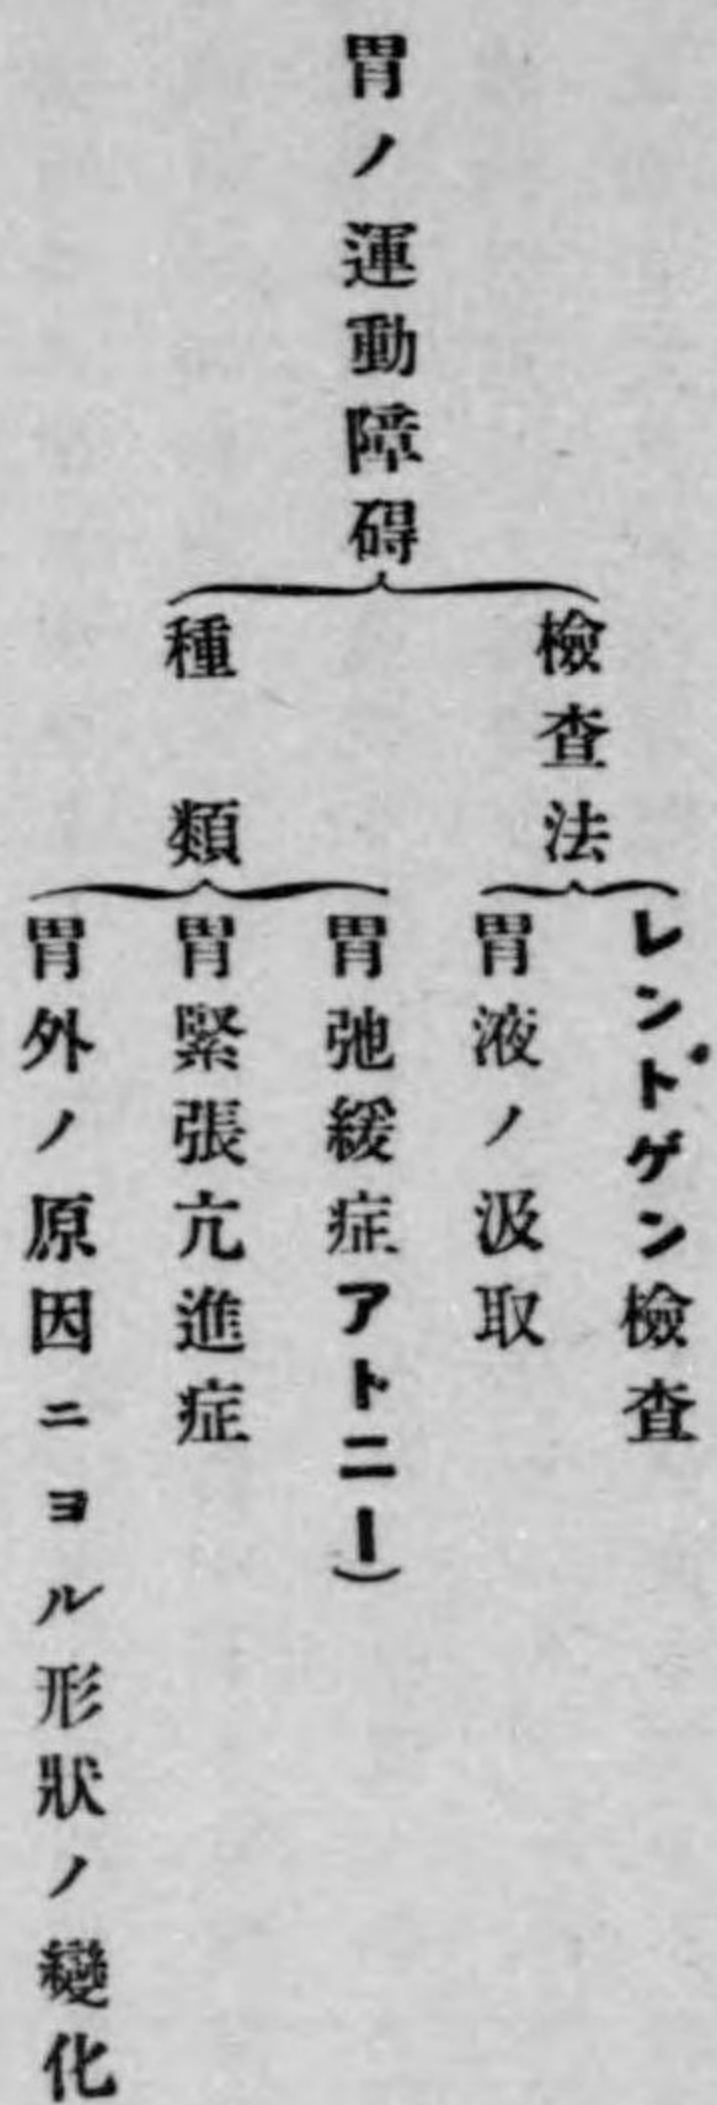 胃ノ運動障碍
檢査法
レントゲン檢査
胃液ノ汲取
種類
胃弛緩症アトニー)
胃緊張亢進症
胃外ノ原因ニヨル形狀ノ變化